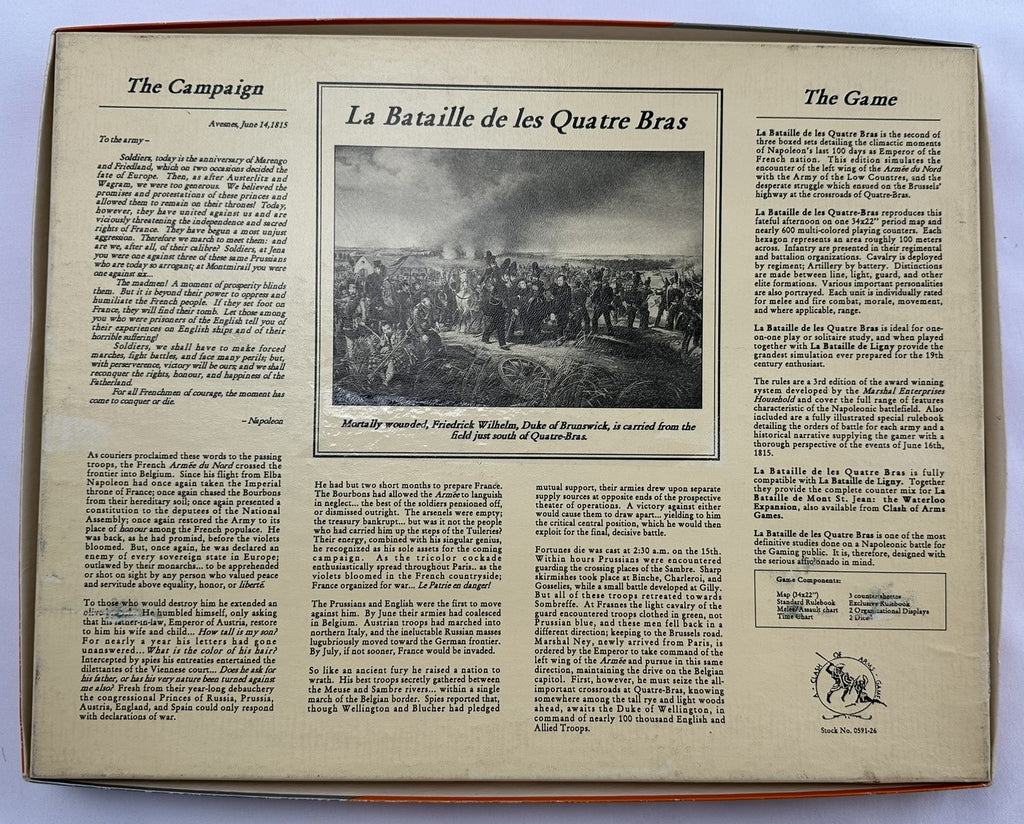 The Campaign
Avesnes, June 14,1815
To the army –
Soldiers, today is the anniversary of Marengo
and Friedland, which on two occasions decided the
fate of Europe. Then, as after Austerlitz and
Wagram, we were too generous. We believed the
promises and protestations of these princes and
allowed them to remain on their thrones! Today,
however, they have united against us and are
viciously threatening the independence and sacred
rights of France. They have begun a most unjust
aggression. Therefore we march to meet them: and
are we, after all, of their calibre? Soldiers, at Jena
you were one against three of these same Prussians
who are today so arrogant; at Montmirail you were
one against six...
The madmen! A moment of prosperity blinds
them. But it is beyond their power to oppress and
humiliate the French people. If they set foot on
France, they will find their tomb. Let those among
you who were prisoners of the English tell you of
their experiences on English ships and of their
horrible suffering!
Soldiers, we shall have to make forced
marches, fight battles, and face many perils; but,
with perserverence, victory will be ours; and we shall
reconquer the rights, honour, and happiness of the
Fatherland.
For all Frenchmen of courage, the moment has
come to conquer or die.
– Napoleon
As couriers proclaimed these words to the passing
troops, the French Armée du Nord crossed the
frontier into Belgium. Since his flight from Elba
Napoleon had once again taken the Imperial
throne of France; once again chased the Bourbons
from their hereditary soil; once again presented a
constitution to the deputees of the National
Assembly; once again restored the Army to its
place of honour among the French populace. He
was back, as he had promised, before the violets
bloomed. But, once again, he was declared an
enemy of every sovereign state in Europe;
outlawed by their monarchs... to be apprehended
or shot on sight by any person who valued peace
and servitude above equality, honor, or liberté.
To those who would destroy him he extended an
He humbled himself, only asking
that his father-in-law, Emperor of Austria, restore
to him his wife and child... How tall is my son?
For nearly a year his letters had gone
unanswered... What is the color of his hair?
Intercepted by spies his entreaties entertained the
dilettantes of the Viennese court... Does he ask for
his father, or has his very nature been turned against
me also? Fresh from their year-long debauchery
the congressional Princes of Russia, Prussia,
Austria, England, and Spain could only respond
with declarations of war.
La Bataille de les Quatre Bras
Mortally wounded, Friedrick Wilhelm, Duke of Brunswick, is carried from the
field just south of Quatre-Bras.
He had but two short months to prepare France.
The Bourbons had allowed the Armée to languish
in neglect... the best of the soldiers pensioned off,
or dismissed outright. The arsenels were empty;
the treasury bankrupt... but was it not the people
who had carried him up the steps of the Tulleries?
Their energy, combined with his singular genius,
he recognized as his sole assets for the coming
campaign. As the tricolor cockade
enthusiastically spread throughout Paris.. as the
violets bloomed in the French countryside;
France organized for war... Le Patrie en danger!
The Prussians and English were the first to move
against him. By June their armies had coalesced
in Belgium. Austrian troops had marched into
northern Italy, and the ineluctable Russian masses
lugubriously moved toward the German frontier.
By July, if not sooner, France would be invaded.
So like an ancient fury he raised a nation to
wrath. His best troops secretly gathered between
the Meuse and Sambre rivers... within a single
march of the Belgian border. Spies reported that,
though Wellington and Blucher had pledged
mutual support, their armies drew upon separate
supply sources at opposite ends of the prospective
theater of operations. A victory against either
would cause them to draw apart... yielding to him
the critical central position, which he would then
exploit for the final, decisive battle.
Fortunes die was cast at 2:30 a.m. on the 15th.
Within hours Prussians were encountered
guarding the crossing places of the Sambre. Sharp
skirmishes took place at Binche, Charleroi, and
Gosselies, while a small battle developed at Gilly.
But all of these troops retreated towards
Sombreffe. At Frasnes the light cavalry of the
guard encountered troops clothed in green, not
Prussian blue, and these men fell back in a
different direction; keeping to the Brussels road.
Marshal Ney, newly arrived from Paris, is
ordered by the Emperor to take command of the
left wing of the Armée and pursue in this same
direction, maintaining the drive on the Belgian
capitol. First, however, he must seize the all-
important crossroads at Quatre-Bras, knowing
somewhere among the tall rye and light woods
ahead, awaits the Duke of Wellington, in
command of nearly 100 thousand English and
Allied Troops.
The Game
La Bataille de les Quatre Bras is the second of
three boxed sets detailing the climactic moments
of Napoleon's last 100 days as Emperor of the
French nation. This edition simulates the
encounter of the left wing of the Armée du Nord
with the Army of the Low Countres, and the
desperate struggle which ensued on the Brussels'
highway at the crossroads of Quatre-Bras.
La Bataille de les Quatre-Bras reproduces this
fateful afternoon on one 34x22" period map and
nearly 600 multi-colored playing counters. Each
hexagon represents an area roughly 100 meters
across. Infantry are presented in their regimental
and battalion organizations. Cavalry is deployed
by regiment; Artillery by battery. Distinctions
are made between line, light, guard, and other
elite formations. Various important personalities
are also portrayed. Each unit is individually rated
for melee and fire combat, morale, movement,
and where applicable, range.
La Bataille de les Quatre Bras is ideal for one-
on-one play or solitaire study, and when played
together with La Bataille de Ligny provide the
grandest simulation ever prepared for the 19th
century enthusiast.
The rules are a 3rd edition of the award winning
system developed by the Marshal Enterprises
Household and cover the full range of features
characteristic of the Napoleonic battlefield. Also
included are a fully illustrated special rulebook
detailing the orders of battle for each army and a
historical narrative supplying the gamer with a
thorough perspective of the events of June 16th,
1815.
La Bataille de les Quatre Bras is fully
compatible with La Bataille de Ligny. Together
they provide the complete counter mix for La
Bataille de Mont St. Jean: the Waterloo
Expansion, also available from Clash of Arms
Games.
La Bataille de les Quatre Bras is one of the most
definitive studies done on a Napoleonic battle for
the Gaming public. It is, therefore, designed with
the serious afficionado in mind.
Game Components:
Map (34x22") 3 countersheets
Standard Rulebook Exclusive Rulebook
Melee/Assault chart 2 Organizational Displays
Time Chart 2 Dice
A CLASH OF ARMS GAME
Stock No. 0591-26